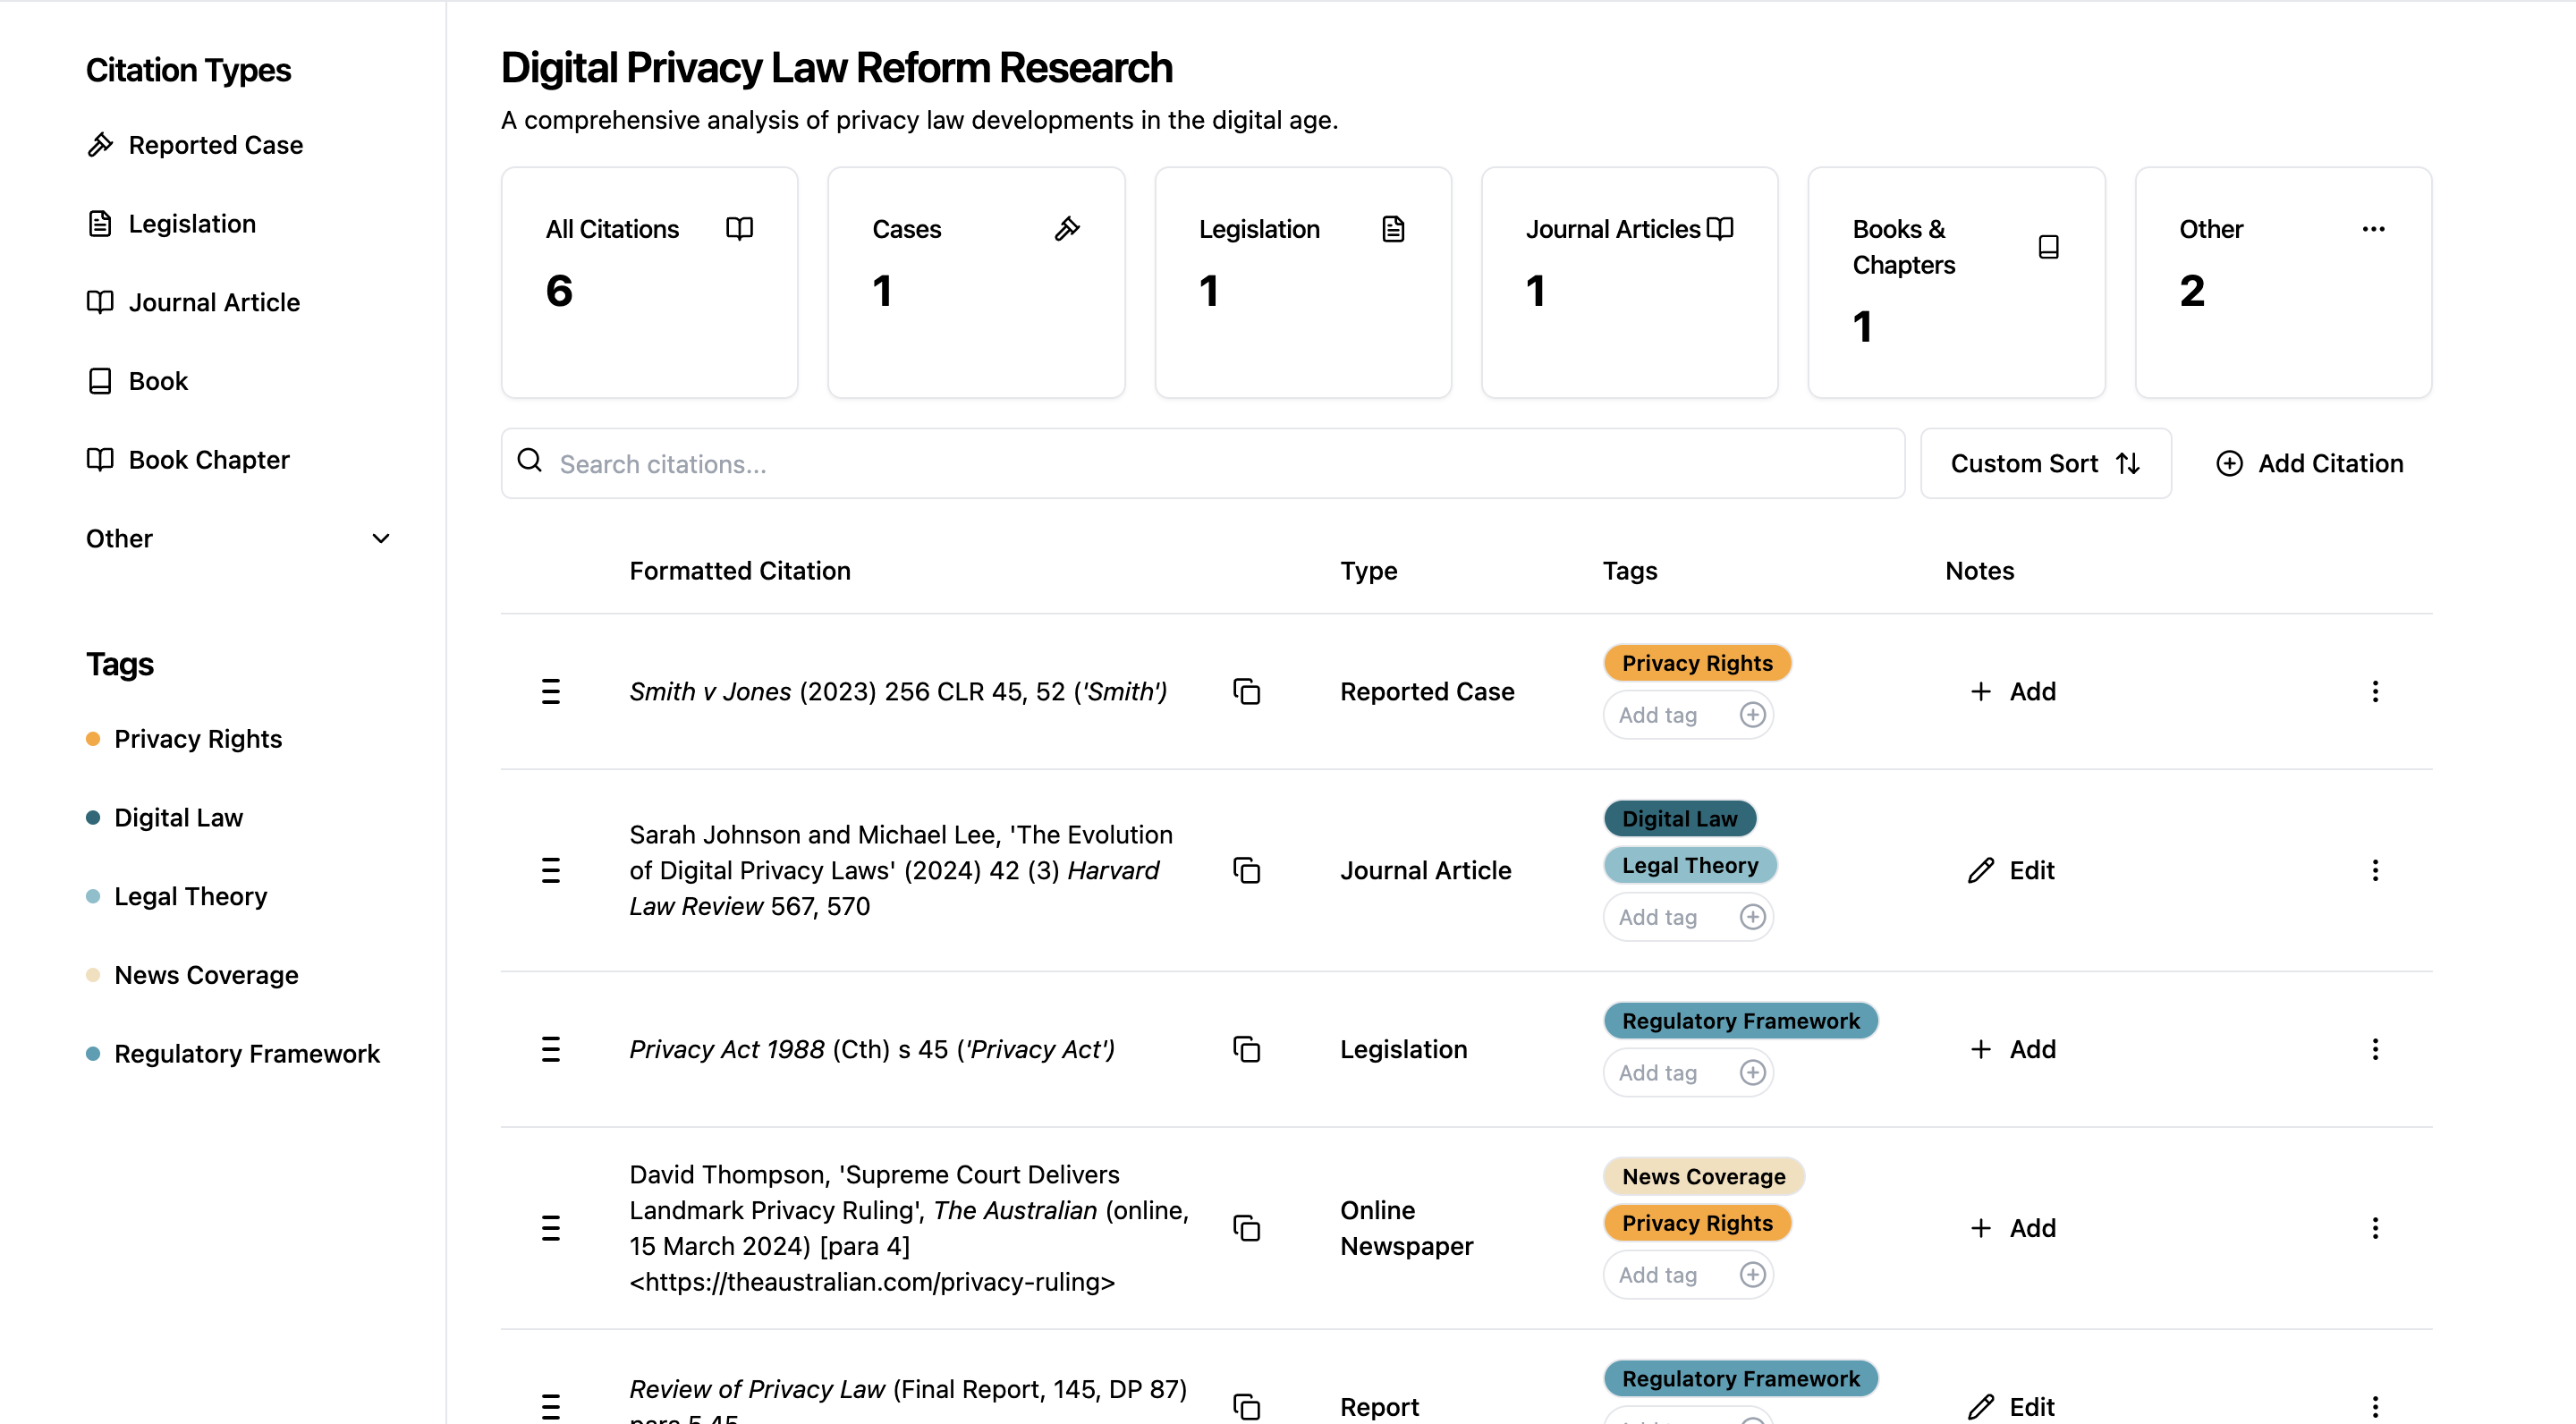 Citation Types
Reported Case
Legislation
Journal Article
Book
Book Chapter
Other
Tags
Privacy Rights
Digital Law
Legal Theory
News Coverage
Regulatory Framework
Digital Privacy Law Reform Research
A comprehensive analysis of privacy law developments in the digital age.
All Citations
6
Cases
1
Legislation
1
Journal Articles
1
Books &
Chapters
1
Other
2
Search citations...
Custom Sort
Add Citation
Formatted Citation
Type
Tags
Notes
Smith v Jones (2023) 256 CLR 45, 52 ('Smith')
Reported Case
Privacy Rights
Add tag
Add
Sarah Johnson and Michael Lee, 'The Evolution
of Digital Privacy Laws' (2024) 42 (3) Harvard
Law Review 567, 570
Journal Article
Digital Law
Legal Theory
Add tag
Edit
Privacy Act 1988 (Cth) s 45 ('Privacy Act')
Legislation
Regulatory Framework
Add tag
Add
David Thompson, 'Supreme Court Delivers
Landmark Privacy Ruling', The Australian (online,
15 March 2024) [para 4]
<https://theaustralian.com/privacy-ruling>
Online
Newspaper
News Coverage
Privacy Rights
Add tag
Add
Review of Privacy Law (Final Report, 145, DP 87)
para 5.45
Report
Regulatory Framework
Edit